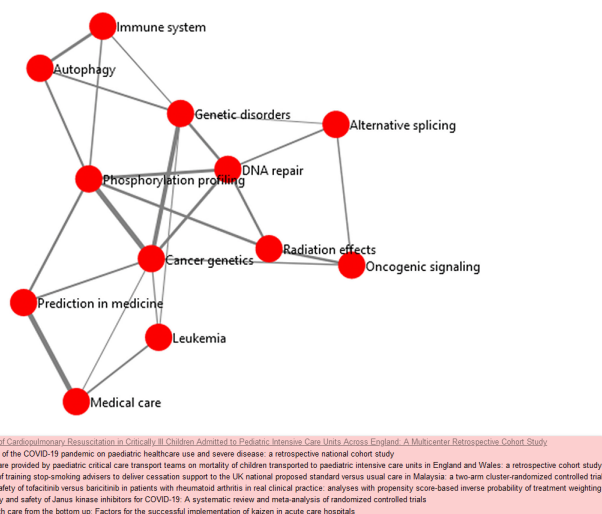 Immune system
Autophagy
Genetic disorders
Alternative splicing
DNA repair
Phosphorylation profiling
Radiation effects
Cancer genetics
Oncogenic signaling
Prediction in medicine
Leukemia
Medical care
of Cardiopulmonary Resuscitation in Critically Ill Children Admitted to Pediatric Intensive Care Units Across England: A Multicenter Retrospective Cohort Study
of the COVID-19 pandemic on paediatric healthcare use and severe disease: a retrospective national cohort study
are provided by paediatric critical care transport teams on mortality of children transported to paediatric intensive care units in England and Wales: a retrospective cohort study
of training stop-smoking advisers to deliver cessation support to the UK national proposed standard versus usual care in Malaysia: a two-arm cluster-randomized controlled trial
afety of tofacitinib versus baricitinib in patients with rheumatoid arthritis in real clinical practice: analyses with propensity score-based inverse probability of treatment weighting
y and safety of Janus kinase inhibitors for COVID-19: A systematic review and meta-analysis of randomized controlled trials
th care from the bottom up: Factors for the successful implementation of kaizen in acute care hospitals